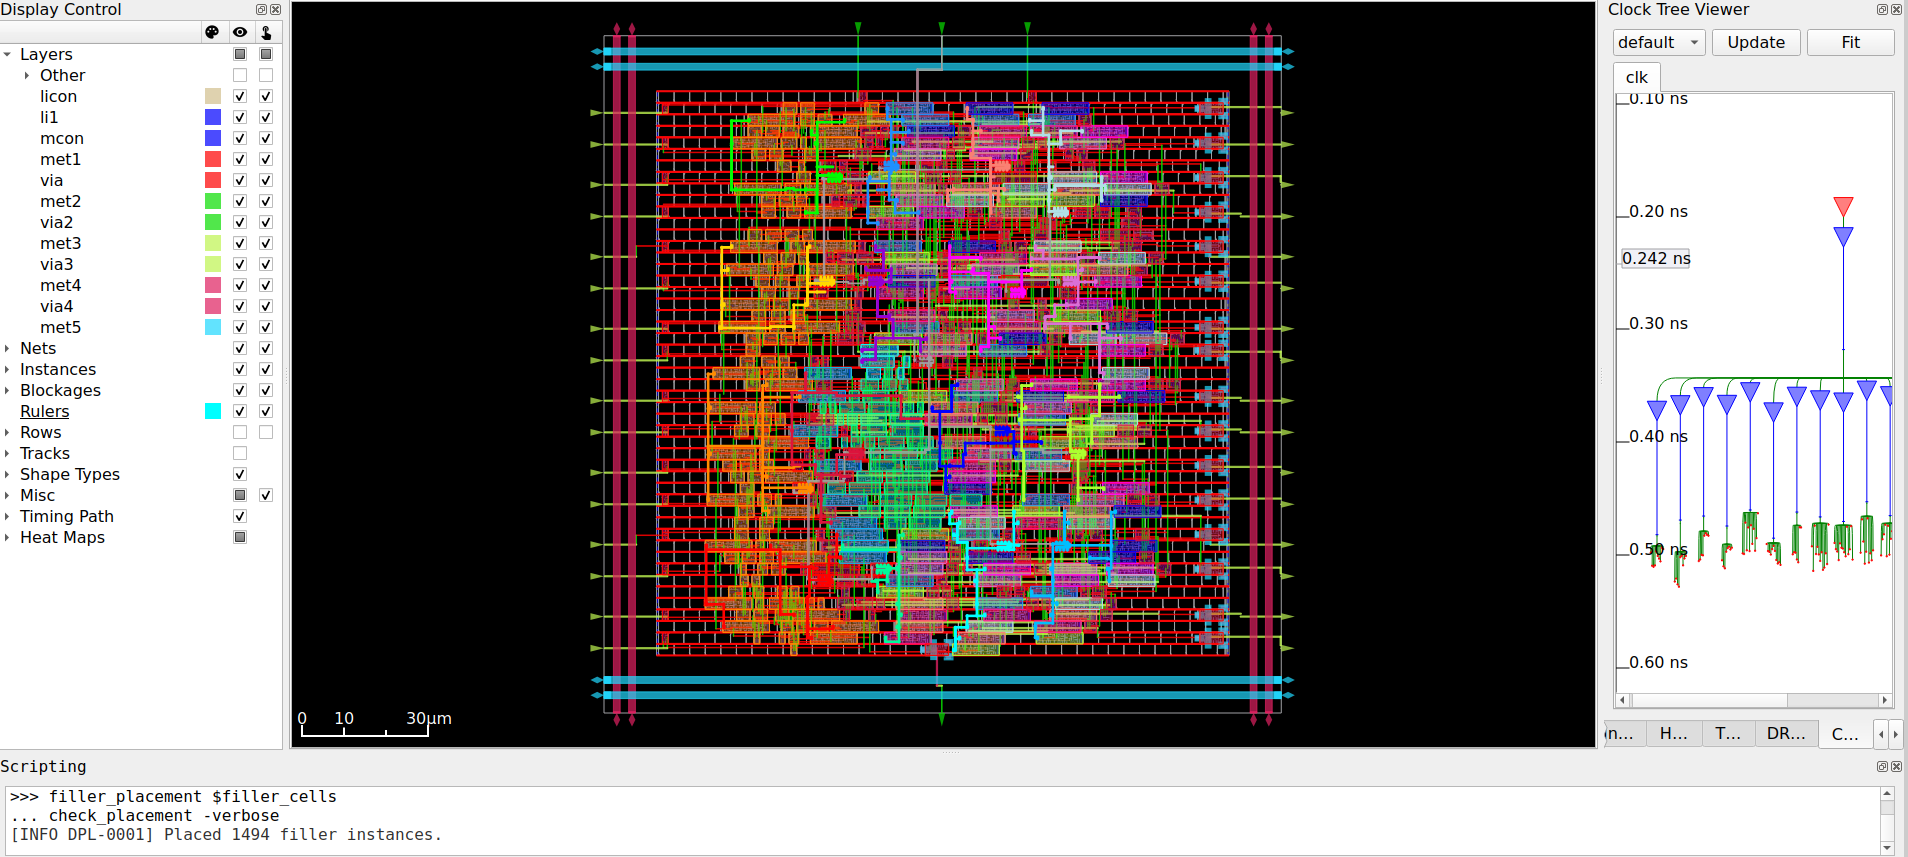 Display Control
Layers
Other
licon
li1
mcon
met1
via
met2
via2
met3
via3
met4
via4
met5
Nets
Instances
Blockages
Rulers
Rows
Tracks
Shape Types
Misc
Timing Path
Heat Maps
0 10 30μm
Clock Tree Viewer
default Update Fit
clk
0.10 ns
0.20 ns
0.242 ns
0.30 ns
0.40 ns
0.50 ns
0.60 ns
n... H... T... DR... C...
Scripting
>>> filler_placement $filler_cells
... check_placement -verbose
[INFO DPL-0001] Placed 1494 filler instances.